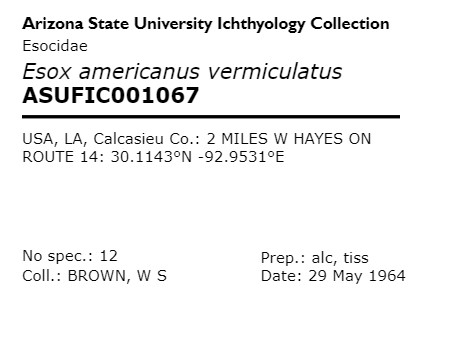 Arizona State University Ichthyology Collection
Esocidae
Esox americanus vermiculatus
ASUFIC001067
USA, LA, Calcasieu Co.: 2 MILES W HAYES ON
ROUTE 14: 30.1143°N -92.9531°E
No spec.: 12
Prep.: alc, tiss
Coll.: BROWN, W S
Date: 29 May 1964